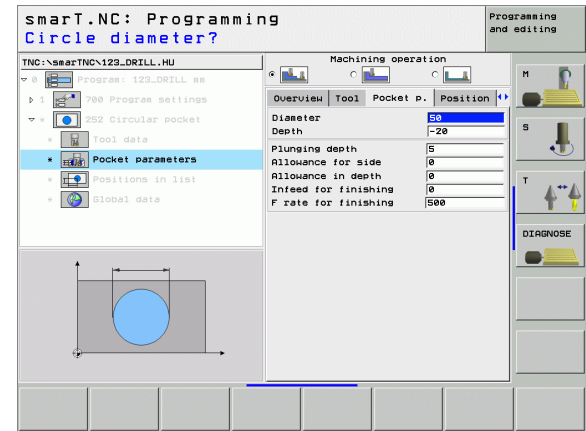 smarT.NC: Programming
Circle diameter?
Programming
and editing
TNC:\smarTNC\123_DRILL.HU
0 Program: 123_DRILL mm
1 700 Program settings
* 252 Circular pocket
* Tool data
* Pocket parameters
* Positions in list
* Global data
Machining operation
Overview Tool Pocket p. Position
Diameter 50
Depth -20
Plunging depth 5
Allowance for side 0
Allowance in depth 0
Infeed for finishing 0
F rate for finishing 500
M
S
T
DIAGNOSE